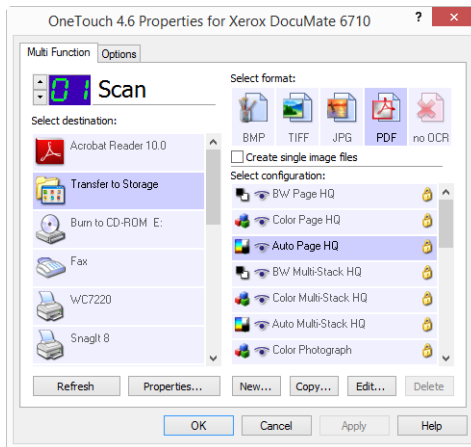 OneTouch 4.6 Properties for Xerox DocuMate 6710
?
×
Multi Function
Options
01
Scan
Select destination:
Acrobat Reader 10.0
Transfer to Storage
Burn to CD-ROM E:
Fax
WC7220
SnagIt 8
Refresh
Properties...
Select format:
BMP
TIFF
JPG
PDF
no OCR
Create single image files
Select configuration:
BW Page HQ
Color Page HQ
Auto Page HQ
BW Multi-Stack HQ
Color Multi-Stack HQ
Auto Multi-Stack HQ
Color Photograph
New...
Copy...
Edit...
Delete
OK
Cancel
Apply
Help